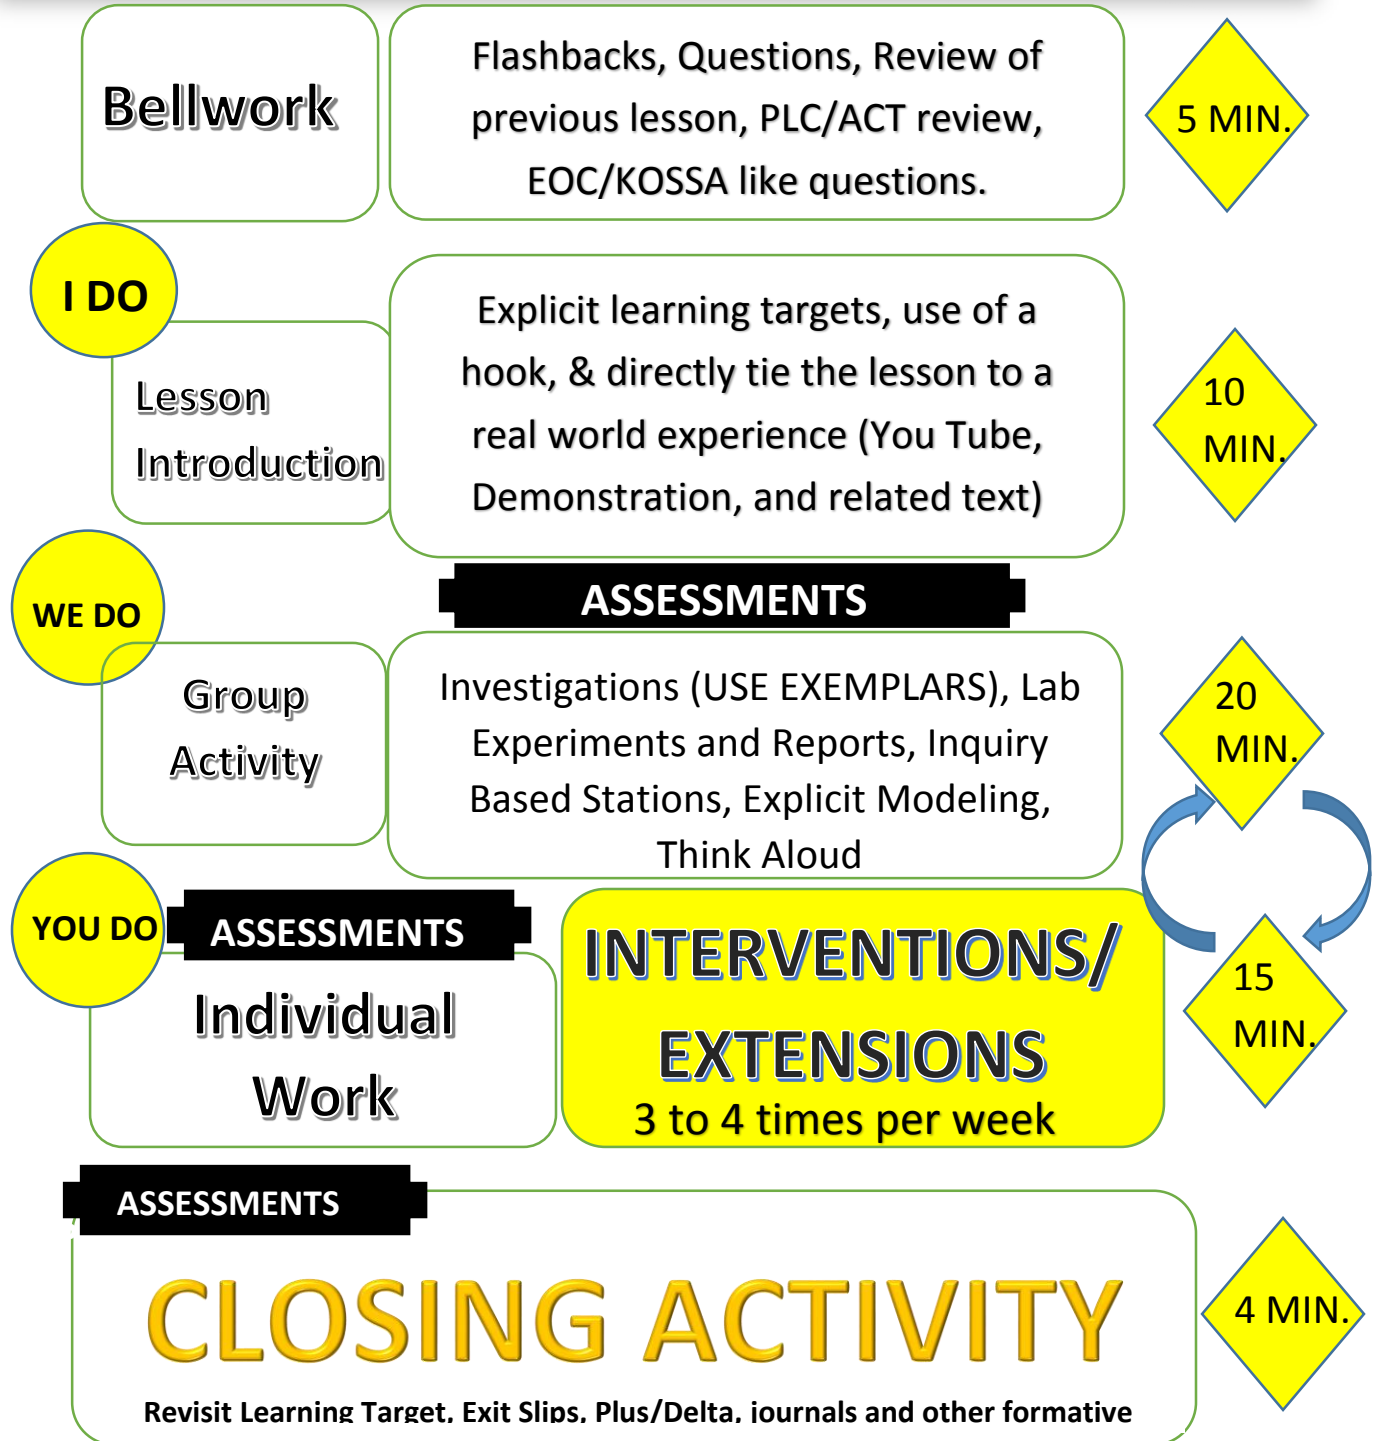 Bellwork
Flashbacks, Questions, Review of
previous lesson, PLC/ACT review,
EOC/KOSSA like questions.
5 MIN.
I DO
Lesson
Introduction
Explicit learning targets, use of a
hook, & directly tie the lesson to a
real world experience (You Tube,
Demonstration, and related text)
10
MIN.
WE DO
ASSESSMENTS
Group
Activity
Investigations (USE EXEMPLARS), Lab
Experiments and Reports, Inquiry
Based Stations, Explicit Modeling,
Think Aloud
20
MIN.
YOU DO
ASSESSMENTS
Individual
Work
INTERVENTIONS/
EXTENSIONS
3 to 4 times per week
15
MIN.
ASSESSMENTS
CLOSING ACTIVITY
Revisit Learning Target, Exit Slips, Plus/Delta, journals and other formative
4 MIN.